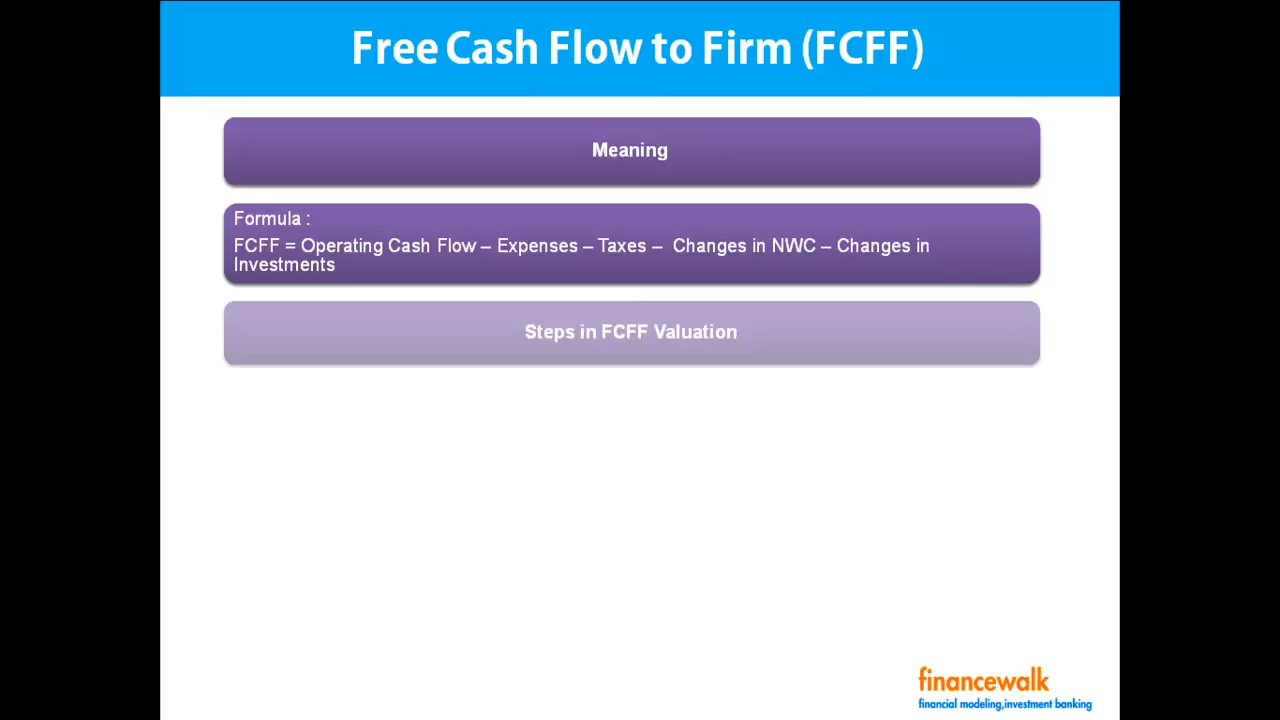 Free Cash Flow to Firm (FCFF)
Meaning
Formula :
FCFF = Operating Cash Flow – Expenses – Taxes –  Changes in NWC – Changes in
Investments
Steps in FCFF Valuation
financewalk
financial modeling,investment banking